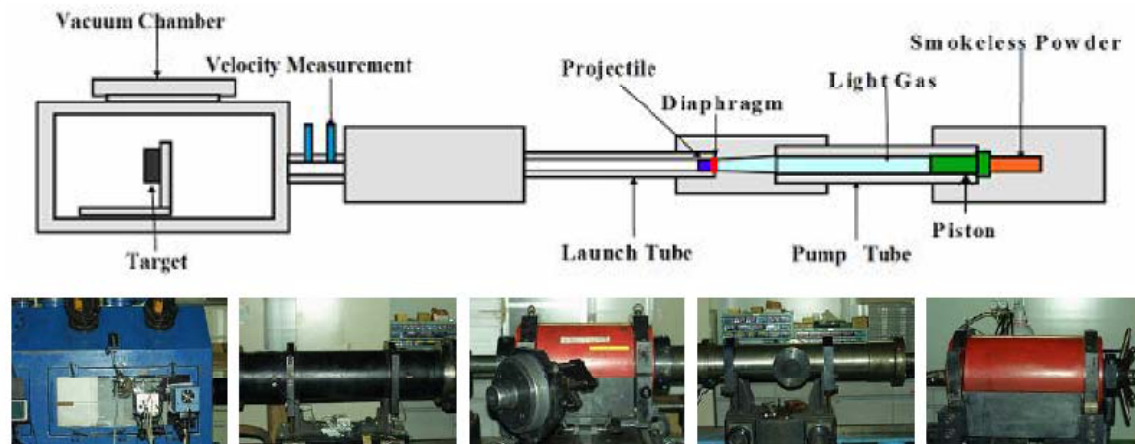 Vacuum Chamber
Velocity Measurement
Projectile
Diaphragm
Smokeless Powder
Light Gas
Target
Launch Tube
Pump Tube
Piston